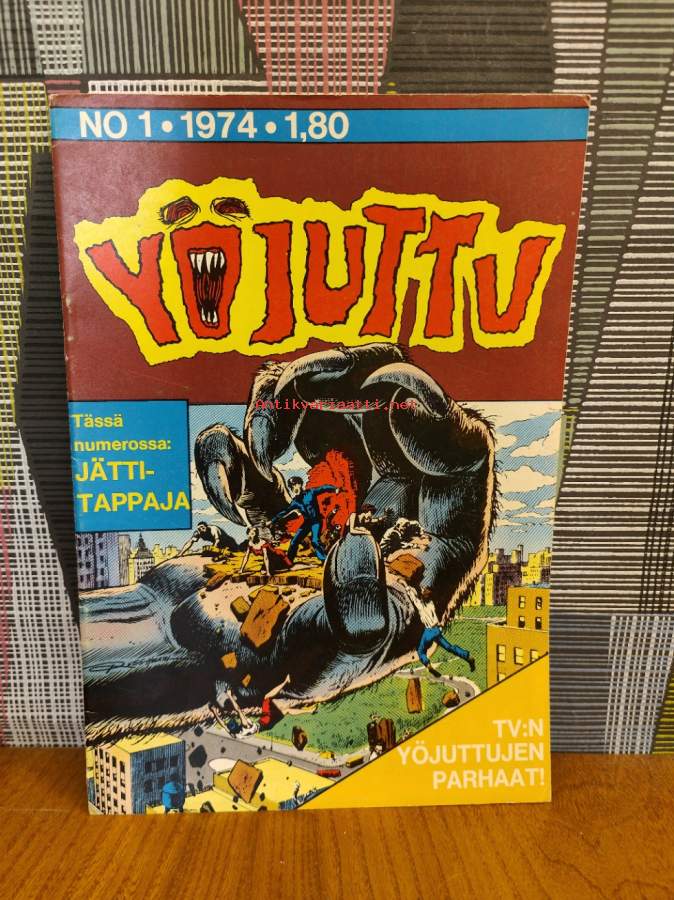 NO 1 • 1974 • 1,80
YÖJUTTU
Antikvariaatti.net
Tässä
numerossa:
JÄTTI-
TAPPAJA
TV:N
YÖJUTTUJEN
PARHAAT!